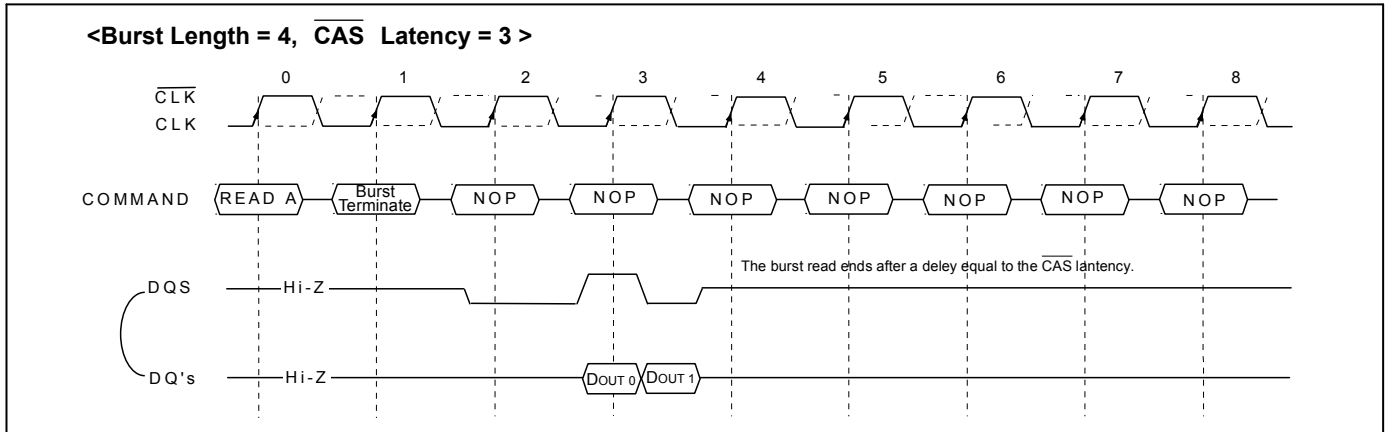 <Burst Length = 4, CAS Latency = 3 >
0 1 2 3 4 5 6 7 8
CLK
CLK
COMMAND READ A Burst Terminate NOP NOP NOP NOP NOP NOP NOP
The burst read ends after a deley equal to the CAS lantency.
DQS Hi-Z
DQ's Hi-Z DOUT 0 DOUT 1